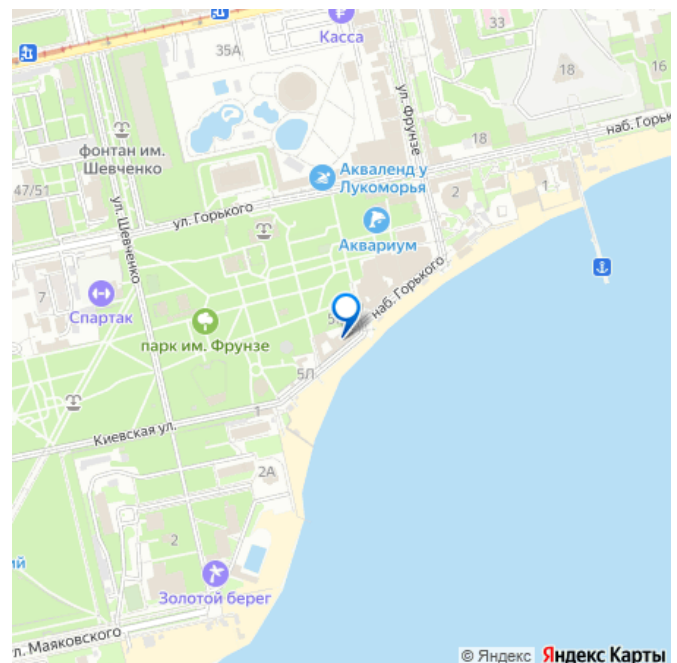 Касса
33
35А
18
16
ул. Фрунзе
наб. Горьк
фонтан им.
Шевченко
18
47/51
Акваленд у
Лукоморья
2
1
ул. Горького
ул. Шевченко
Аквариум
наб. Горького
7
Спартак
парк им. Фрунзе
5Л
1
Киевская ул.
2А
2
ий
Золотой берег
л. Маяковского
© Яндекс Яндекс Карты